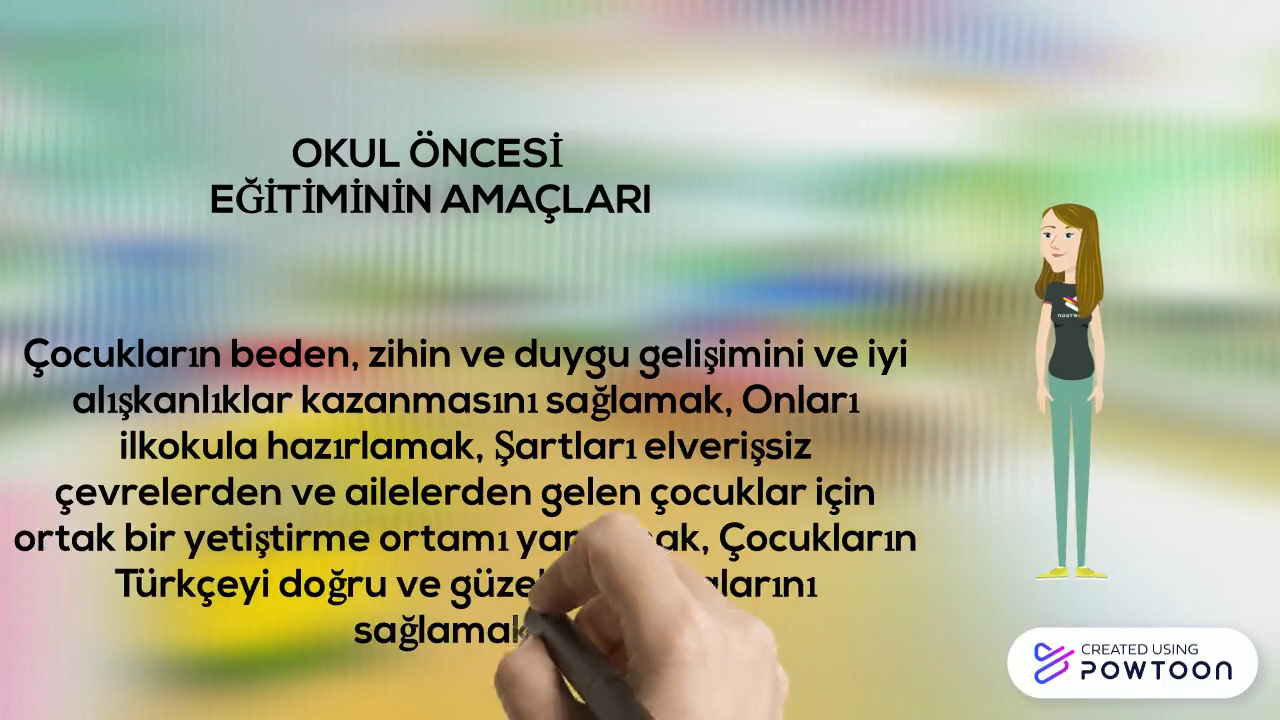 OKUL ÖNCESİ
EĞİTİMİNİN AMAÇLARI
Çocukların beden, zihin ve duygu gelişimini ve iyi
alışkanlıklar kazanmasını sağlamak, Onları
ilkokula hazırlamak, Şartları elverişsiz
çevrelerden ve ailelerden gelen çocuklar için
ortak bir yetiştirme ortamı Çocukların
Türkçeyi doğru ve
sağlamak
CREATED USING
POWTOON